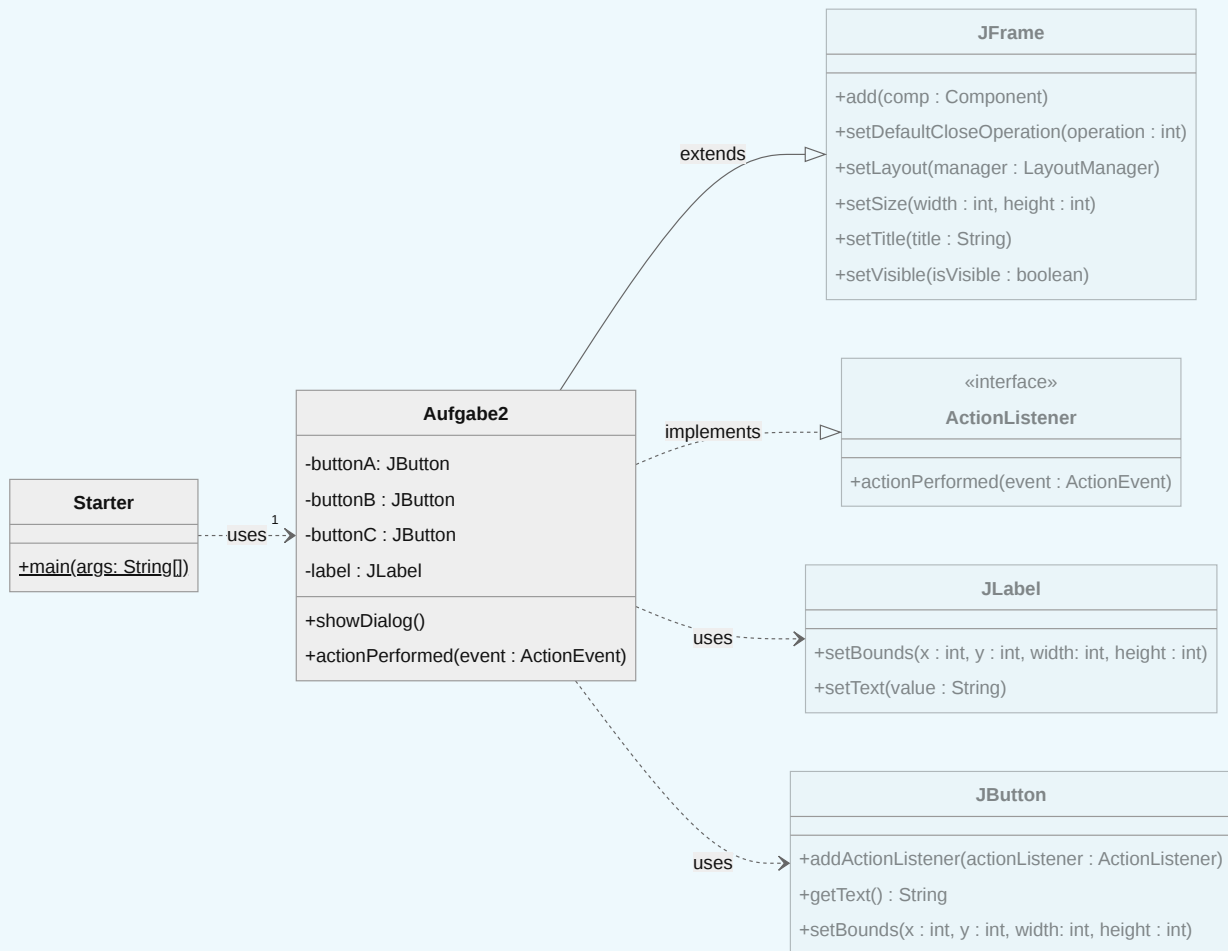 JFrame
+add(comp : Component)
+setDefaultCloseOperation(operation : int)
+setLayout(manager : LayoutManager)
+setSize(width : int, height : int)
+setTitle(title : String)
+setVisible(isVisible : boolean)
extends
«interface»
ActionListener
+actionPerformed(event : ActionEvent)
implements
Aufgabe2
-buttonA: JButton
-buttonB : JButton
-buttonC : JButton
-label : JLabel
+showDialog()
+actionPerformed(event : ActionEvent)
Starter
+main(args: String[])
uses
1
JLabel
+setBounds(x : int, y : int, width: int, height : int)
+setText(value : String)
uses
JButton
+addActionListener(actionListener : ActionListener)
+getText() : String
+setBounds(x : int, y : int, width: int, height : int)
uses